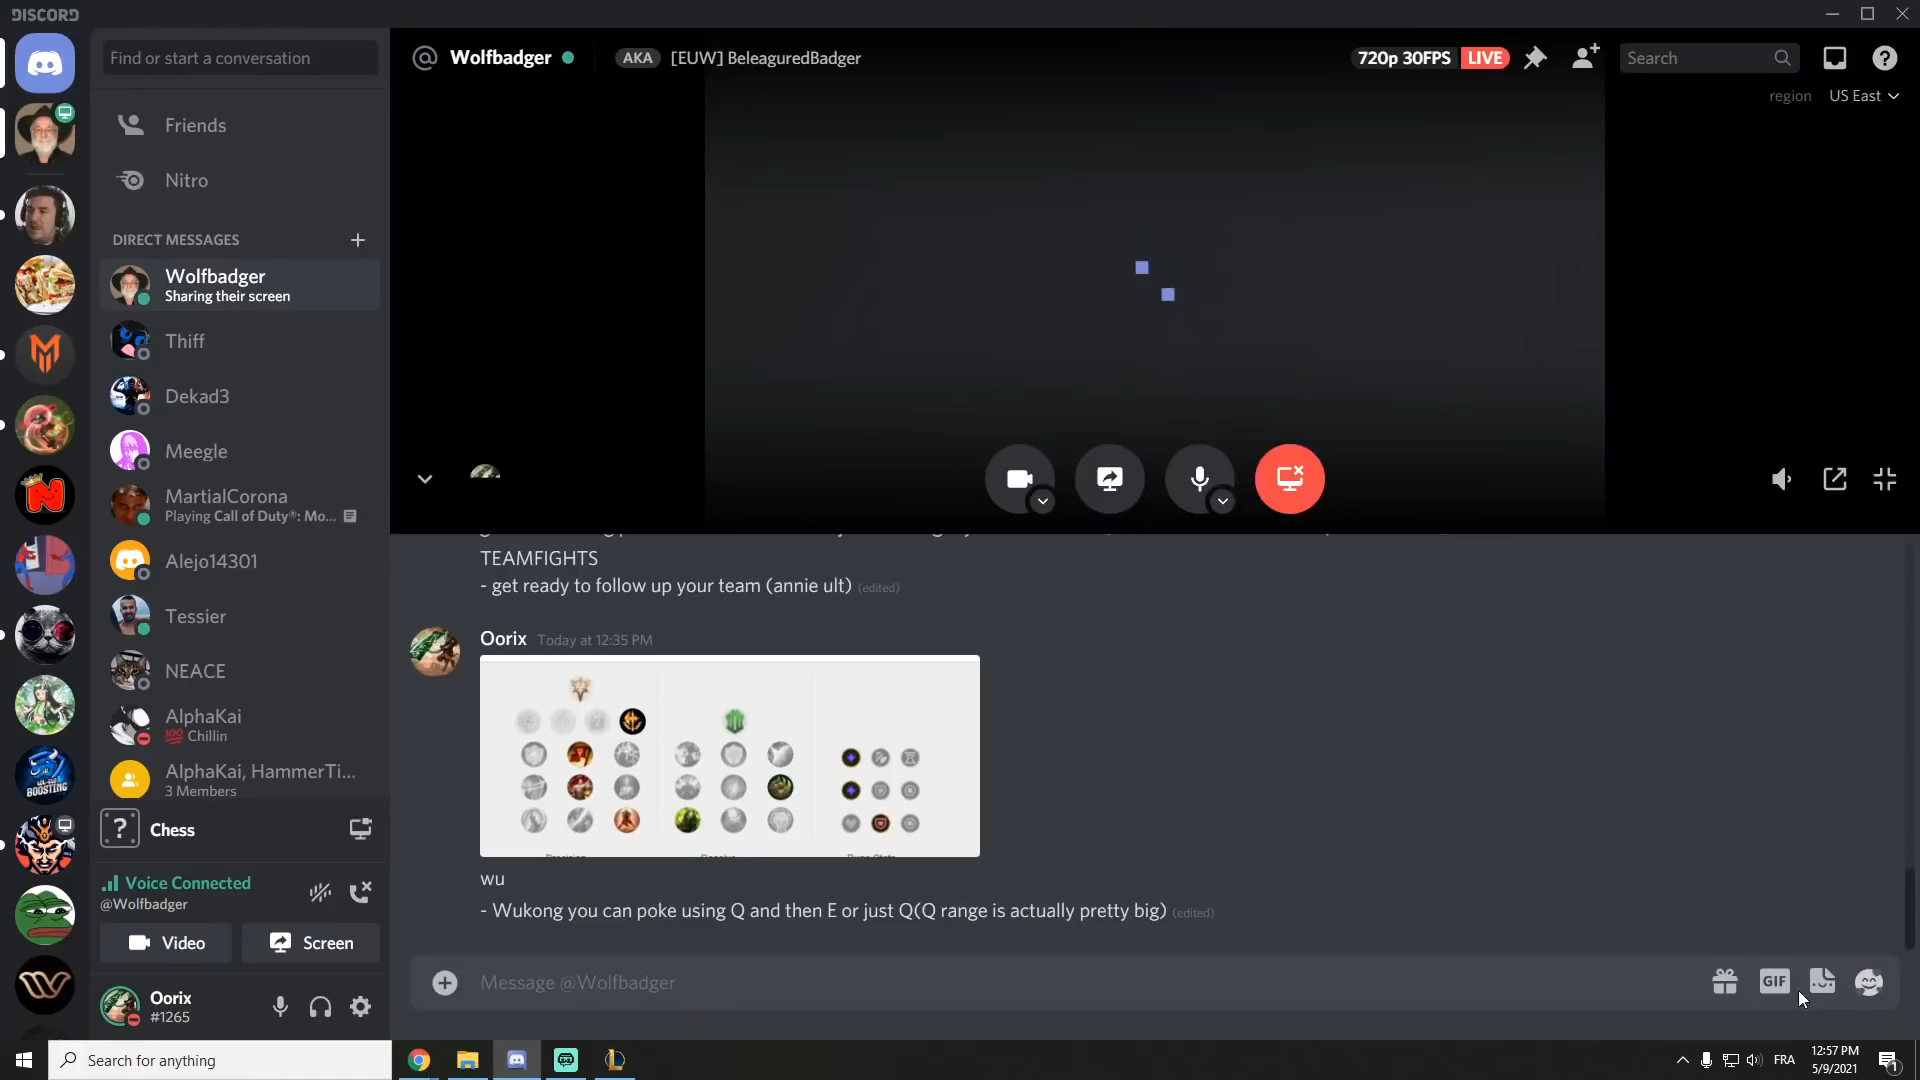 DISCORD
Find or start a conversation
Wolfbadger
AKA
[EUW] BeleaguredBadger
720p 30FPS
LIVE
Search
region
US East
Friends
Nitro
DIRECT MESSAGES
Wolfbadger
Sharing their screen
Thiff
Dekad3
Meegle
MartialCorona
Playing Call of Duty®: Mo...
Alejo14301
Tessier
NEACE
AlphaKai
💯 Chillin
AlphaKai, HammerTi...
3 Members
Chess
Voice Connected
@Wolfbadger
Video
Screen
Oorix
#1265
TEAMFIGHTS
- get ready to follow up your team (annie ult) (edited)
Oorix Today at 12:35 PM
wu
- Wukong you can poke using Q and then E or just Q(Q range is actually pretty big) (edited)
Message @Wolfbadger
GIF
BOOSTING
Search for anything
FRA
12:57 PM
5/9/2021
1